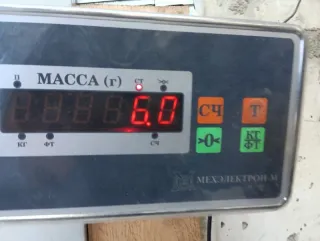 П МАССА (г) СТ >ф<
6.0
КГ ФТ СЧ
СЧ Т
>0< КГ ФТ
МЕХЭЛЕКТРОН-М